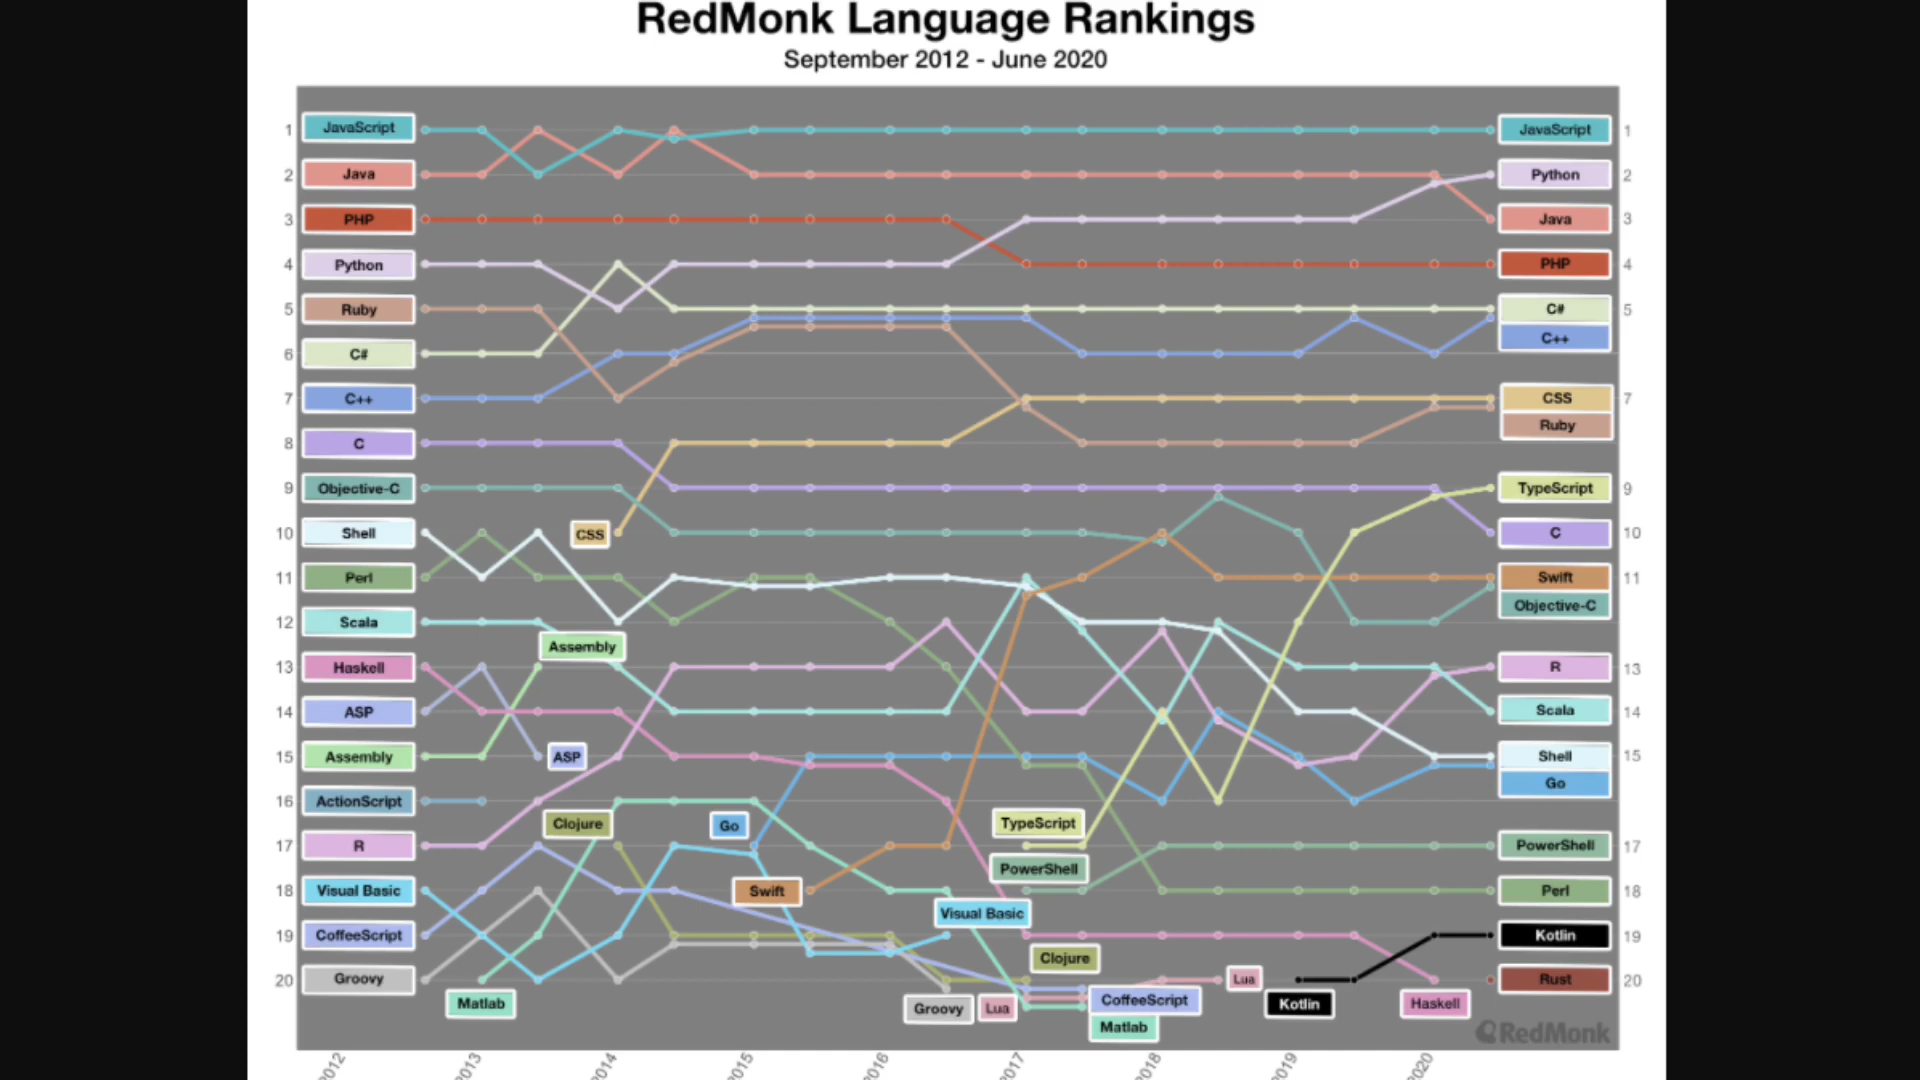 RedMonk Language Rankings
September 2012 - June 2020
1 JavaScript JavaScript 1
2 Java Python 2
3 PHP Java 3
4 Python PHP 4
5 Ruby C# 5
6 C# C++
7 C++ CSS 7
8 C Ruby
9 Objective-C TypeScript 9
10 Shell CSS C 10
11 Perl Swift 11
Objective-C
12 Scala
Assembly
13 Haskell R 13
14 ASP Scala 14
15 Assembly ASP Shell 15
Go
16 ActionScript
Clojure Go TypeScript
17 R PowerShell 17
PowerShell
18 Visual Basic Swift Perl 18
Visual Basic
19 CoffeeScript Kotlin 19
Clojure
20 Groovy Lua Rust 20
Matlab Groovy Lua CoffeeScript Kotlin Haskell
Matlab
RedMonk
2012 2013 2014 2015 2016 2017 2018 2019 2020